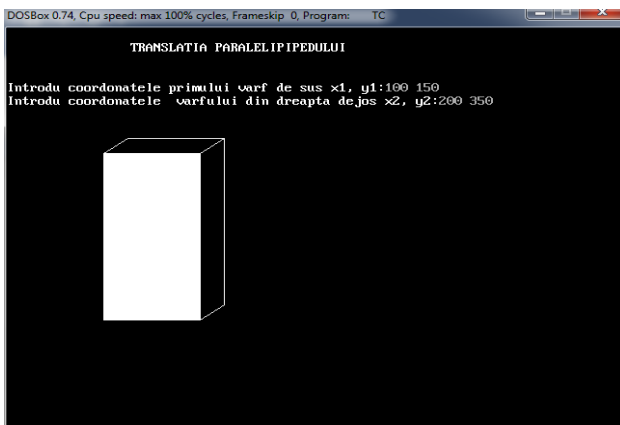 DOSBox 0.74, Cpu speed: max 100% cycles, Frameskip 0, Program: TC
TRANSLATIA PARALELIPIPEDULUI
Introdu coordonatele primului varf de sus x1, y1:100 150
Introdu coordonatele varfului din dreapta dejos x2, y2:200 350